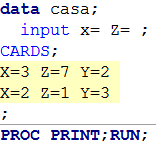 data casa;
input x= Z= ;
CARDS;
X=3 Z=7 Y=2
X=2 Z=1 Y=3
;
PROC PRINT;RUN;